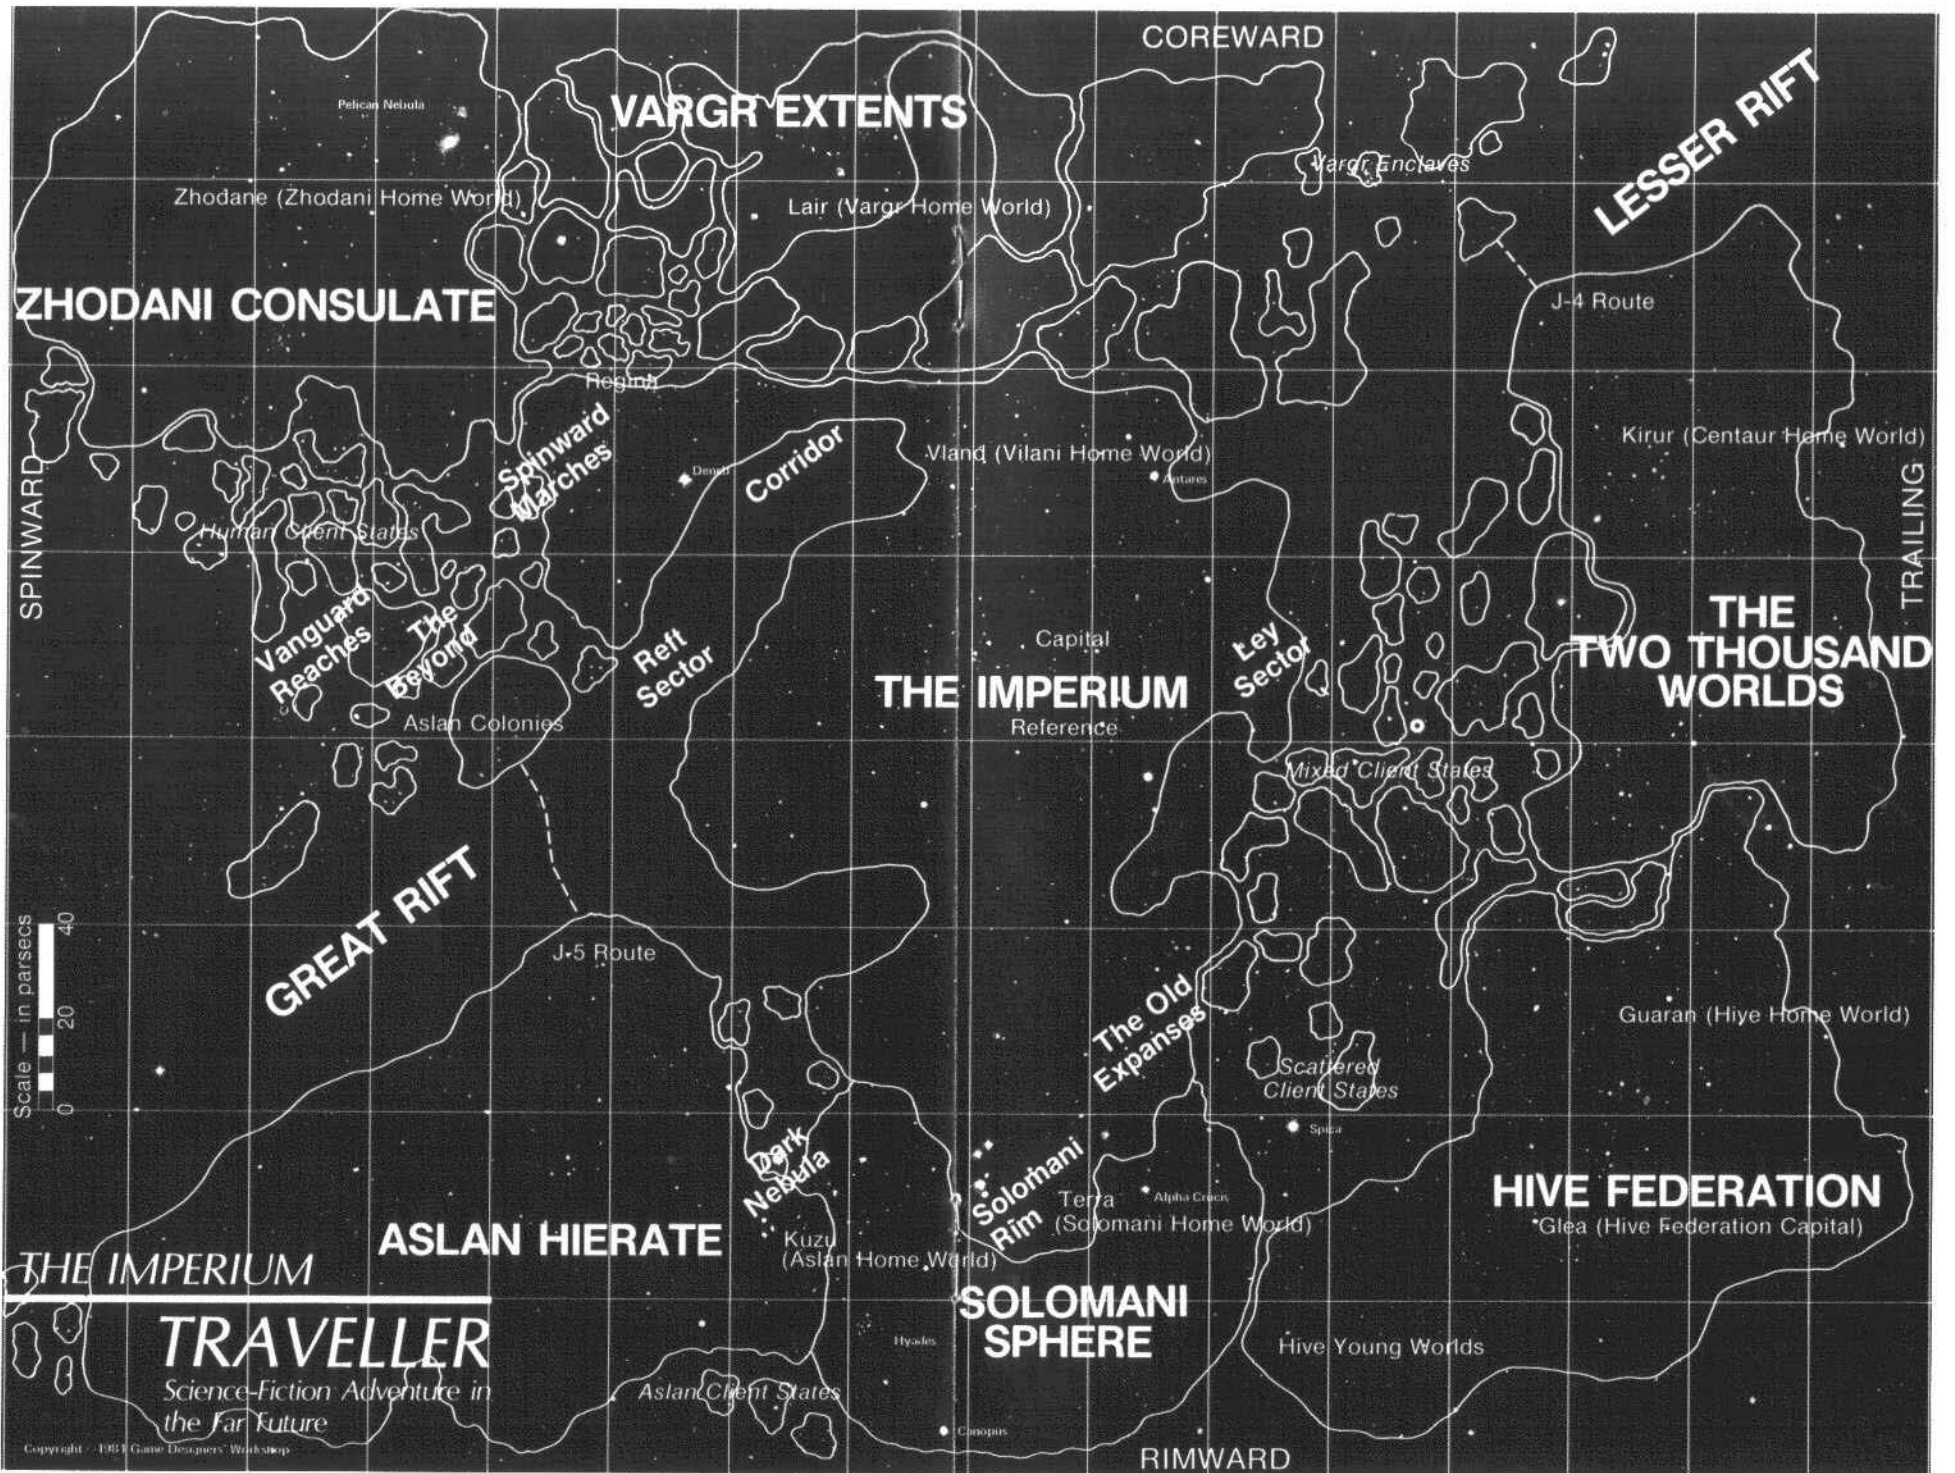 COREWARD
Pelican Nebula
VARGR EXTENTS
LESSER RIFT
Vargr Enclaves
Zhodane (Zhodani Home World)
Lair (Vargr Home World)
ZHODANI CONSULATE
J-4 Route
Regina
Spinward
Marches
Deneb
Corridor
Vland (Vilani Home World)
Antares
Kirur (Centaur Home World)
SPINWARD
TRAILING
Human Client States
Vanguard
Reaches
The
Beyond
Reft
Sector
Capital
THE IMPERIUM
Reference
Ley
Sector
THE
TWO THOUSAND
WORLDS
Aslan Colonies
Mixed Client States
GREAT RIFT
Scale — in parsecs
40
20
0
J-5 Route
The Old
Expanses
Guaran (Hiye Home World)
Scattered
Client States
Spica
Dark
Nebula
Solomani
Rim
Terra
(Solomani Home World)
Alpha Crucis
HIVE FEDERATION
Glea (Hive Federation Capital)
ASLAN HIERATE
Kuzu
(Aslan Home World)
THE IMPERIUM
TRAVELLER
Science-Fiction Adventure in
the Far Future
Copyright 1981 Game Designers' Workshop
SOLOMANI
SPHERE
Hyades
Hive Young Worlds
Aslan Client States
Canopus
RIMWARD